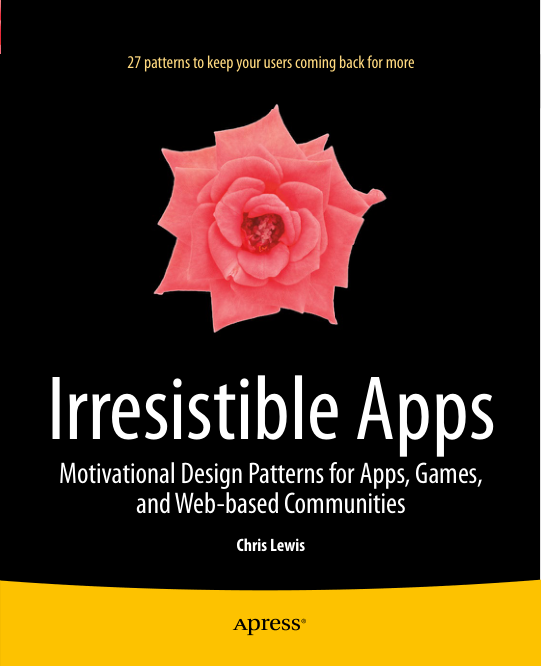 27 patterns to keep your users coming back for more
Irresistible Apps
Motivational Design Patterns for Apps, Games,
and Web-based Communities
Chris Lewis
Apress®